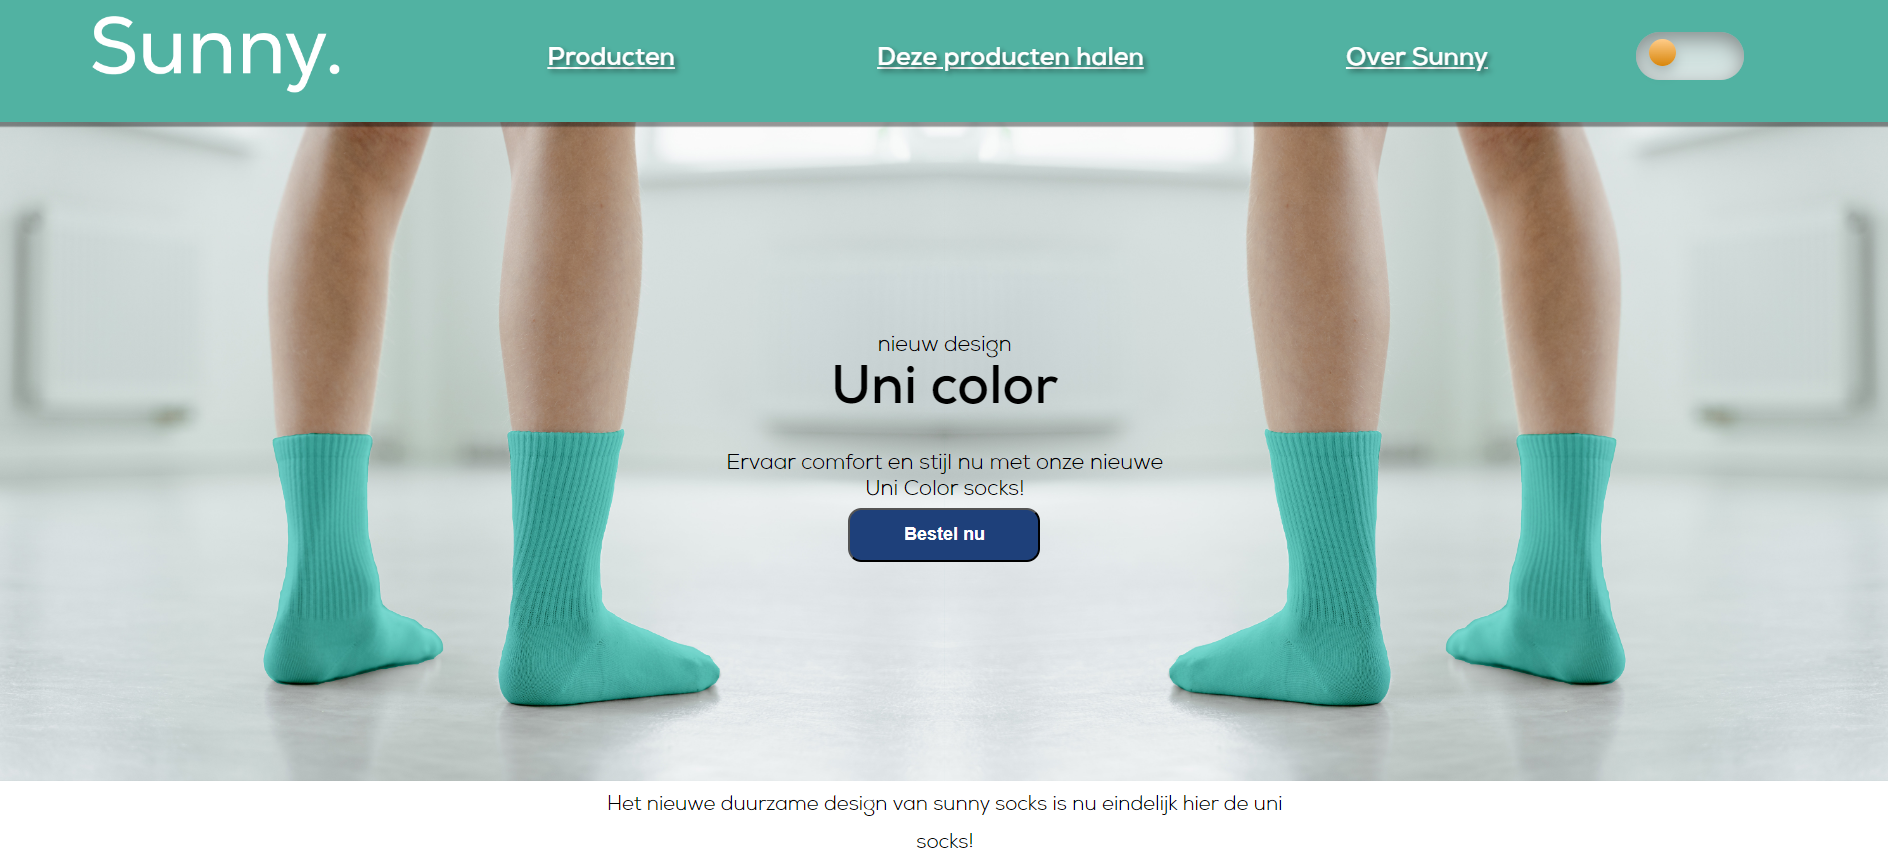 Sunny.
Producten
Deze producten halen
Over Sunny
nieuw design
Uni color
Ervaar comfort en stijl nu met onze nieuwe
Uni Color socks!
Bestel nu
Het nieuwe duurzame design van sunny socks is nu eindelijk hier de uni
socks!